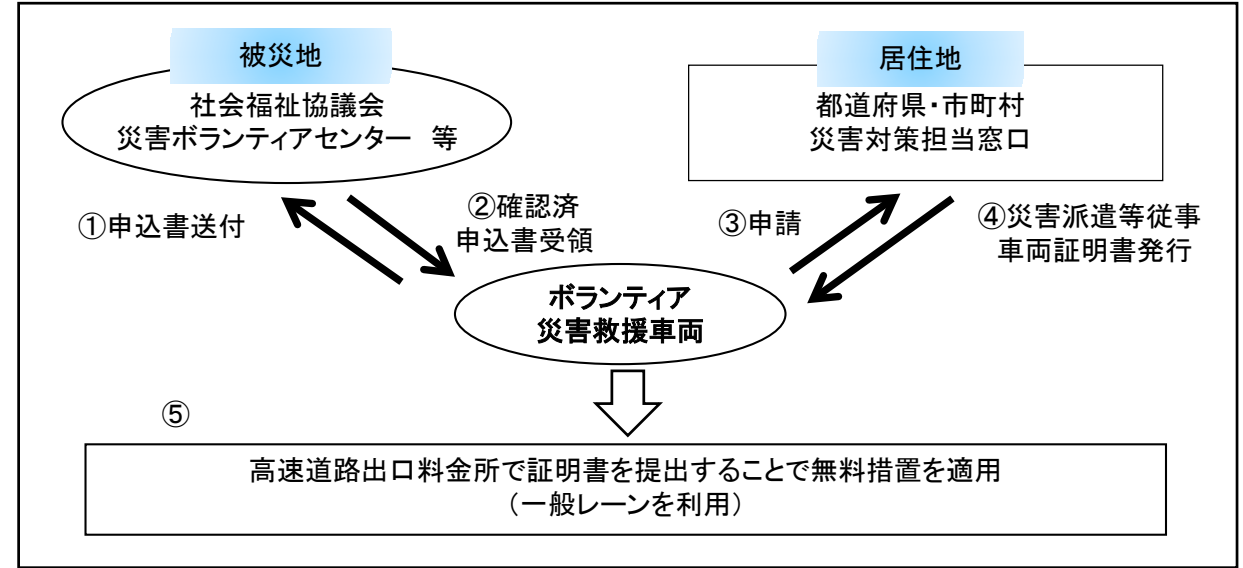 被災地
社会福祉協議会
災害ボランティアセンター 等
居住地
都道府県・市町村
災害対策担当窓口
①申込書送付
②確認済
申込書受領
③申請
④災害派遣等従事
車両証明書発行
ボランティア
災害救援車両
⑤
高速道路出口料金所で証明書を提出することで無料措置を適用
（一般レーンを利用）